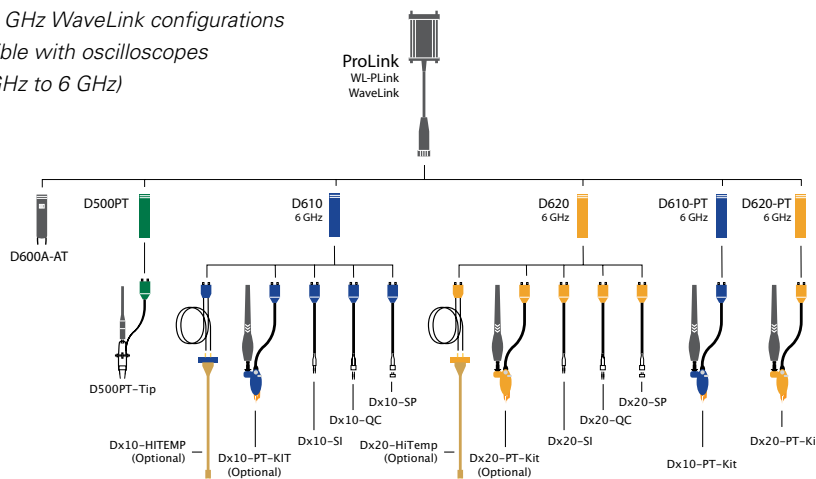 GHz WaveLink configurations
ible with oscilloscopes
GHz to 6 GHz)
ProLink
WL-PLink
WaveLink
D500PT
D610
6 GHz
D620
6 GHz
D610-PT
6 GHz
D620-PT
6 GHz
D600A-AT
D500PT-Tip
Dx10-SP
Dx20-SP
Dx10-QC
Dx20-QC
Dx10-SI
Dx20-SI
Dx10-HITEMP
(Optional)
Dx10-PT-KIT
(Optional)
Dx20-HiTemp
(Optional)
Dx20-PT-Kit
(Optional)
Dx10-PT-Kit
Dx20-PT-Ki